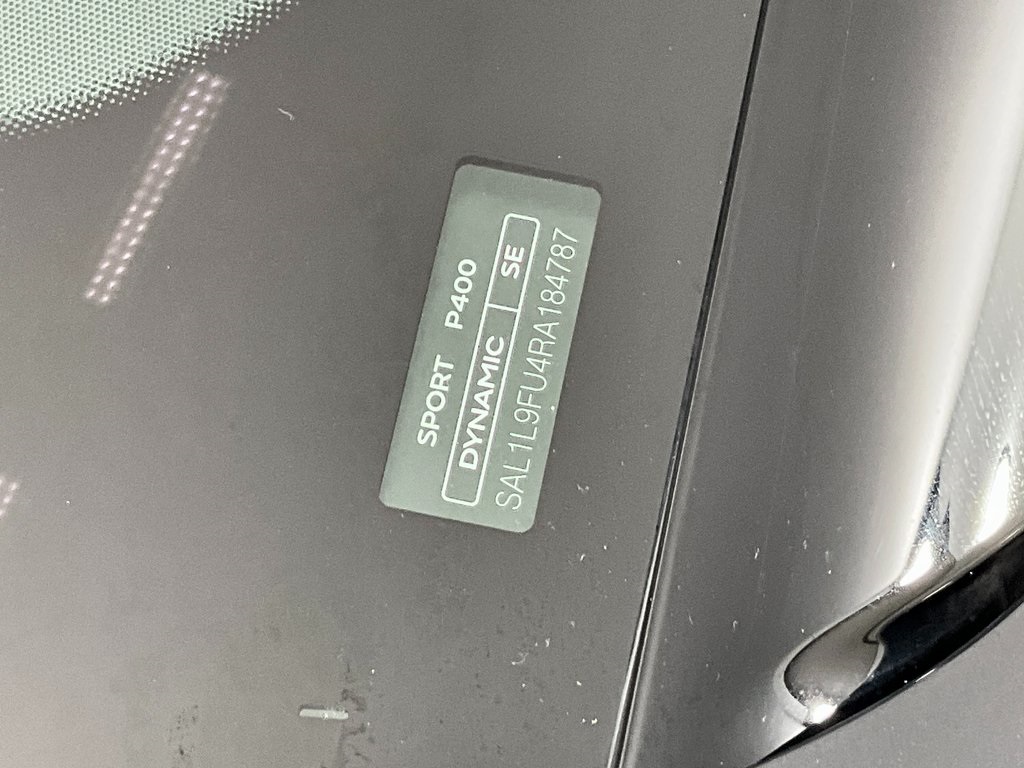 SPORT P400
DYNAMIC SE
SAL1L9FU4RA184787